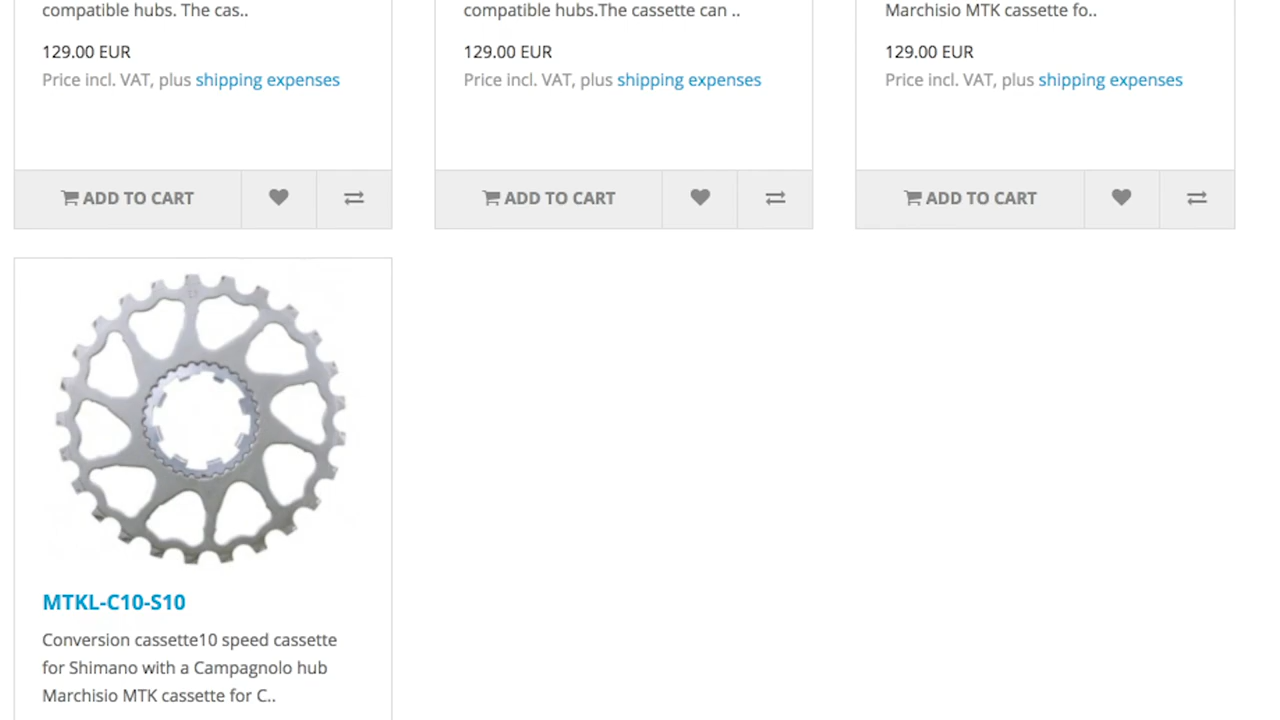 compatible hubs. The cas..
129.00 EUR
Price incl. VAT, plus shipping expenses
ADD TO CART
compatible hubs.The cassette can ..
129.00 EUR
Price incl. VAT, plus shipping expenses
ADD TO CART
Marchisio MTK cassette fo..
129.00 EUR
Price incl. VAT, plus shipping expenses
ADD TO CART
MTKL-C10-S10
Conversion cassette10 speed cassette
for Shimano with a Campagnolo hub
Marchisio MTK cassette for C..